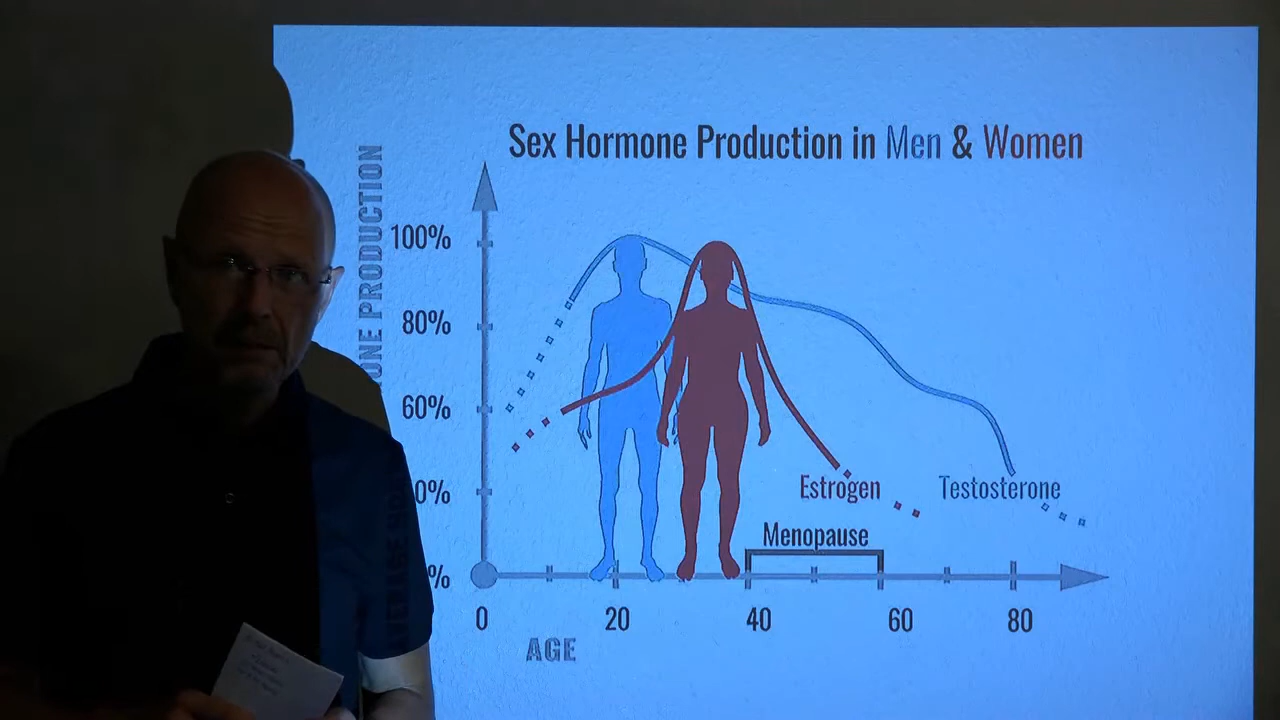 Sex Hormone Production in Men & Women
ONE PRODUCTION
100%
80%
60%
0%
%
Estrogen
Testosterone
Menopause
0
20
40
60
80
AGE
AVERAGE